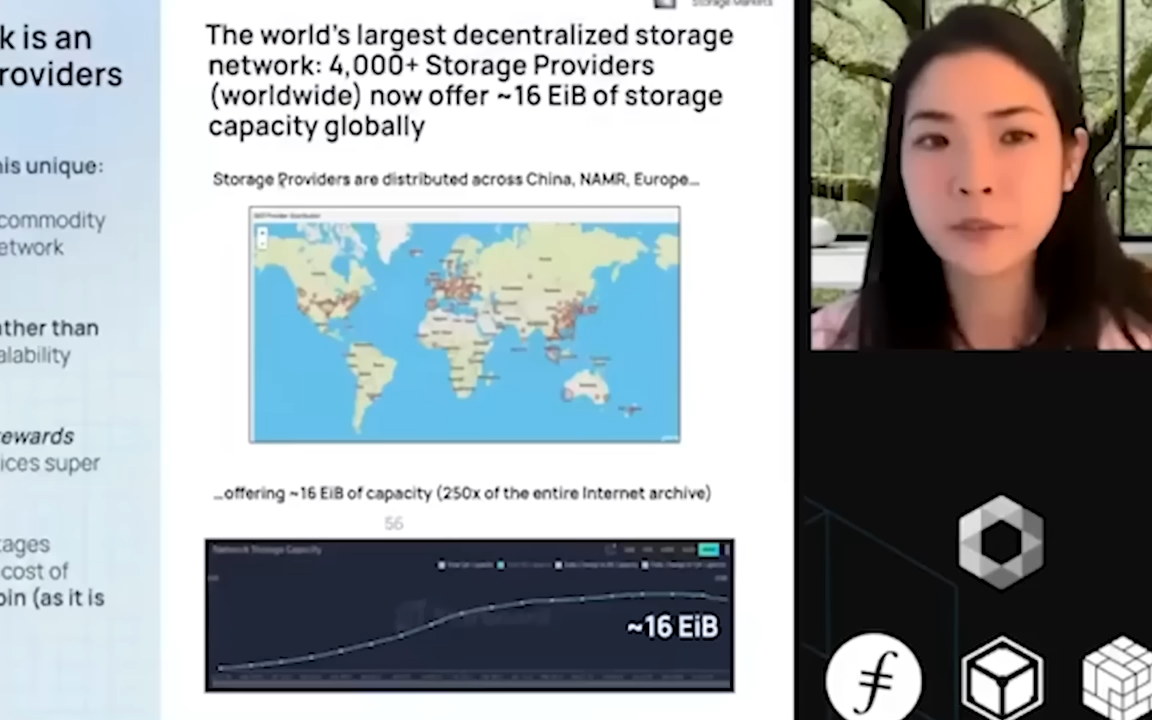 k is an
roviders
his unique:
commodity
etwork
ather than
alability
ewards
ices super
tages
cost of
oin (as it is
Storage Markets
The world's largest decentralized storage
network: 4,000+ Storage Providers
(worldwide) now offer ~16 EiB of storage
capacity globally
Storage Providers are distributed across China, NAMR, Europe...
...offering ~16 EiB of capacity (250x of the entire Internet archive)
56
Network Storage Capacity
~16 EiB